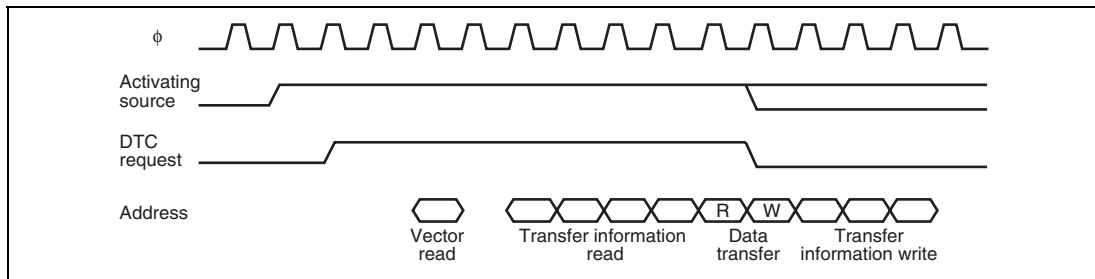 φ
Activating
source
DTC
request
Address
R W
Vector
read
Transfer information
read
Data
transfer
Transfer
information write